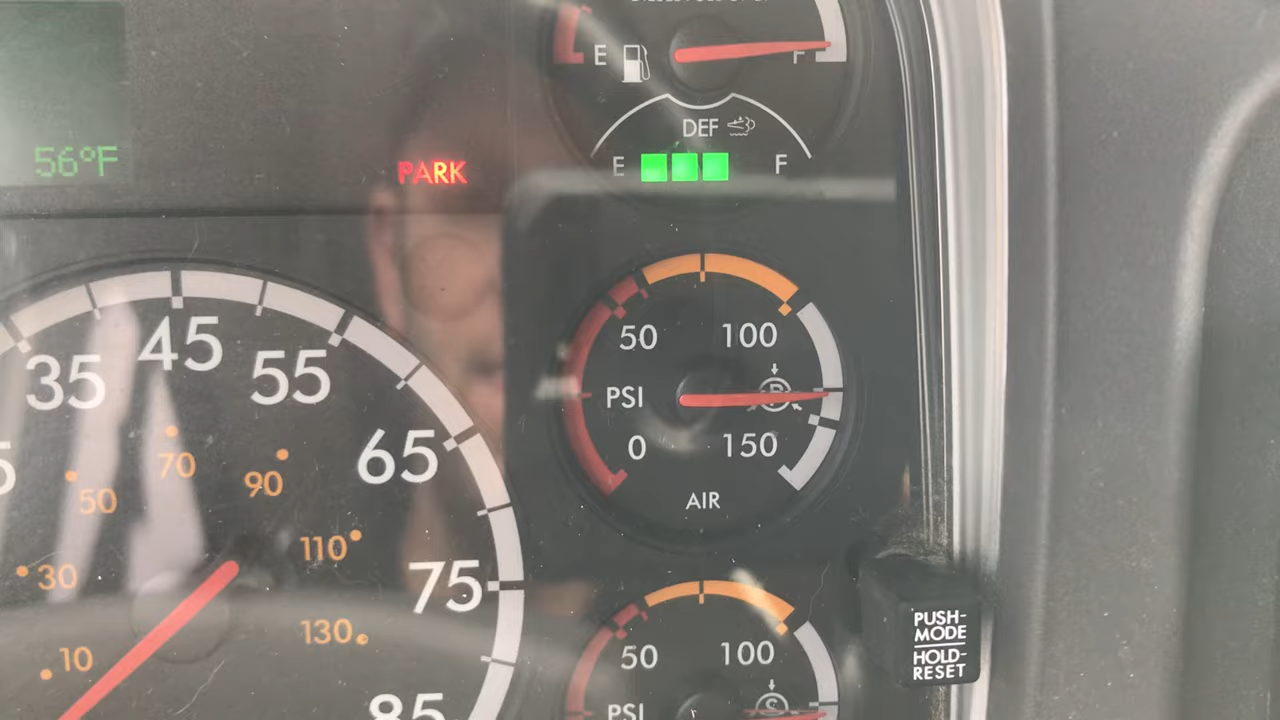 E F
DEF
E F
56°F
PARK
50 100
PSI P
0 150
AIR
35 45 55 65 75 85
10 30 50 70 90 110 130
PUSH-
MODE
HOLD-
RESET
50 100
PSI S